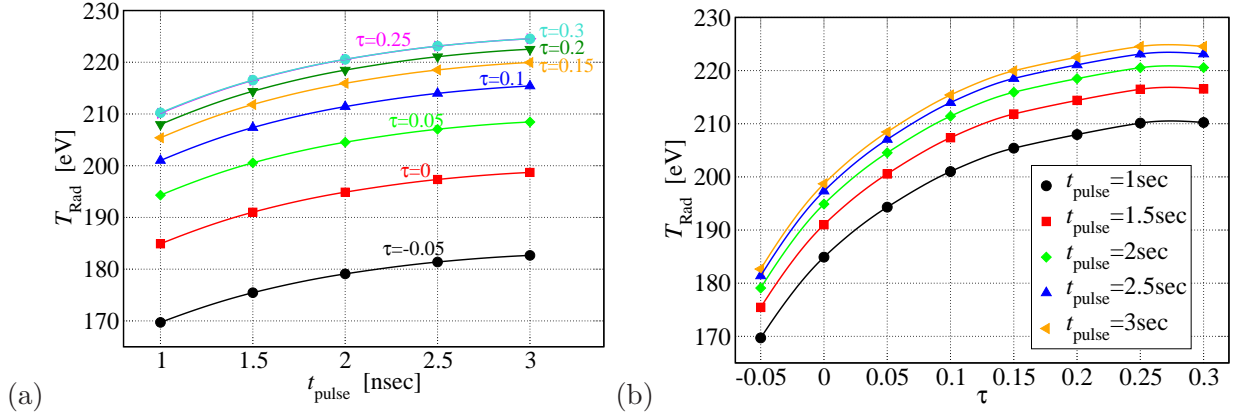 230
220
210
200
190
180
170
T_Rad [eV]
τ=0.25
τ=0.3
τ=0.2
τ=0.15
τ=0.1
τ=0.05
τ=0
τ=-0.05
1 1.5 2 2.5 3
t_pulse [nsec]
(a)
230
220
210
200
190
180
170
T_Rad [eV]
t_pulse=1sec
t_pulse=1.5sec
t_pulse=2sec
t_pulse=2.5sec
t_pulse=3sec
-0.05 0 0.05 0.1 0.15 0.2 0.25 0.3
τ
(b)